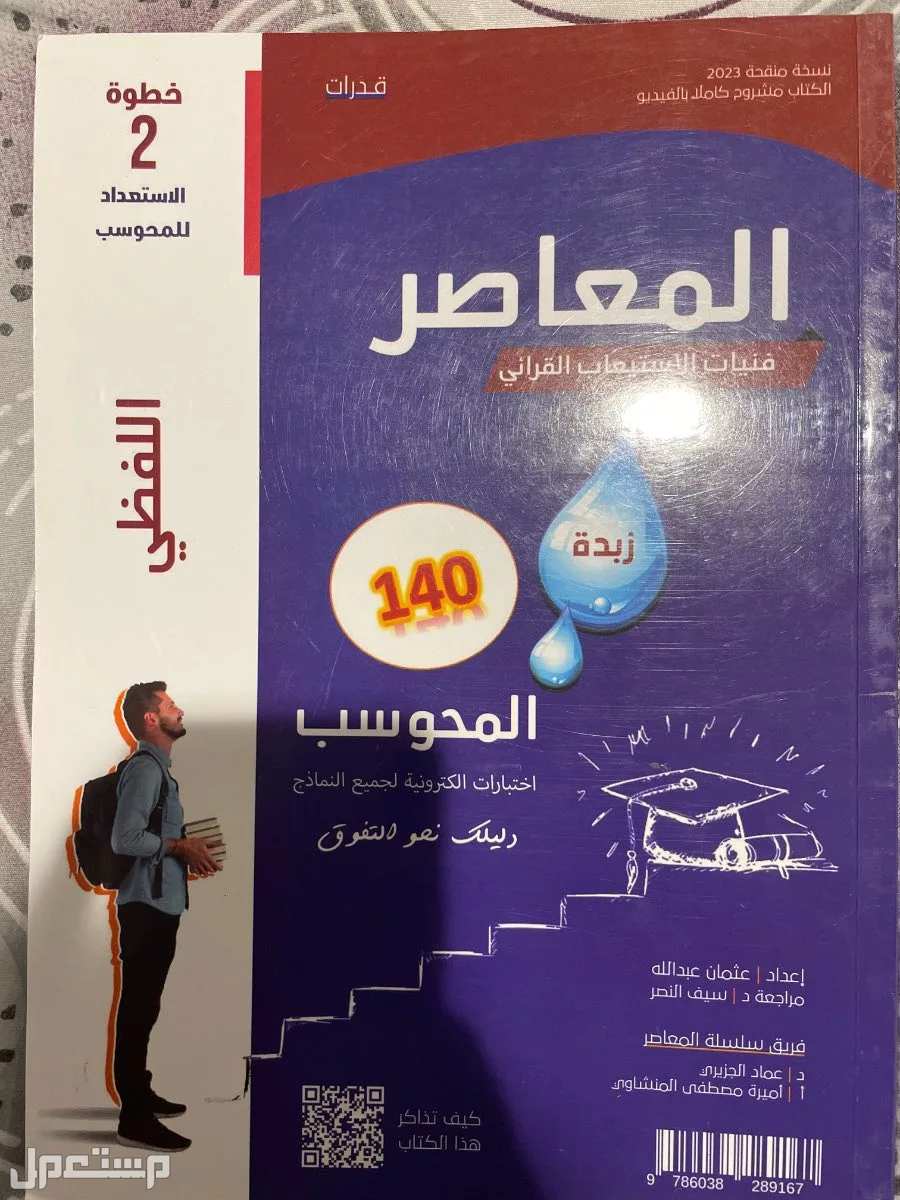 نسخة منقحة 2023
الكتاب مشروح كاملا بالفيديو
قدرات
خطوة
2
الاستعداد
للمحوسب
المعاصر
فنيات الاستيعاب القرائي
اللفظي
زبدة
140
المحوسب
اختبارات الكترونية لجميع النماذج
دليلك نحو التفوق
إعداد | عثمان عبدالله
مراجعة د | سيف النصر
فريق سلسلة المعاصر
د | عماد الجزيري
أ | أميرة مصطفى المنشاوي
كيف تذاكر
هذا الكتاب
9 786038 289167
مستعمل